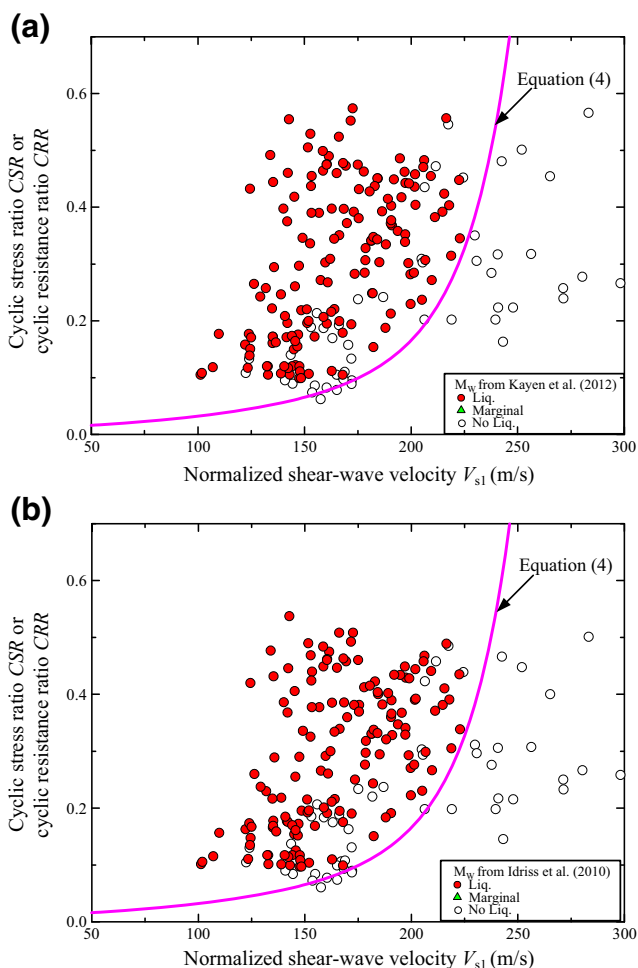 (a)
Cyclic stress ratio CSR or
cyclic resistance ratio CRR
0.6
0.4
0.2
0.0
Equation (4)
M_W from Kayen et al. (2012)
Liq.
Marginal
No Liq.
50 100 150 200 250 300
Normalized shear-wave velocity V_s1 (m/s)
(b)
Cyclic stress ratio CSR or
cyclic resistance ratio CRR
0.6
0.4
0.2
0.0
Equation (4)
M_W from Idriss et al. (2010)
Liq.
Marginal
No Liq.
50 100 150 200 250 300
Normalized shear-wave velocity V_s1 (m/s)